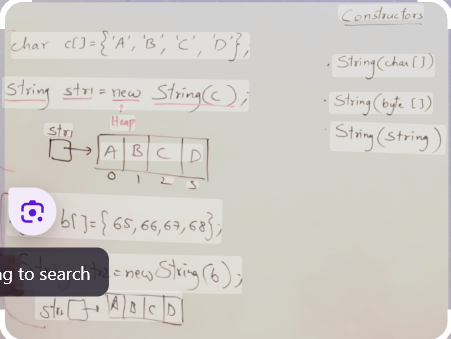 Constructors
char c[]={'A', 'B', 'C', 'D'};
String(char[])
String str1 = new String(c);
String(byte [])
Heap
String(String)
str1
A B C D
0 1 2 3
b[]={65,66,67,68};
ng to search
= new String(b);
A B C D